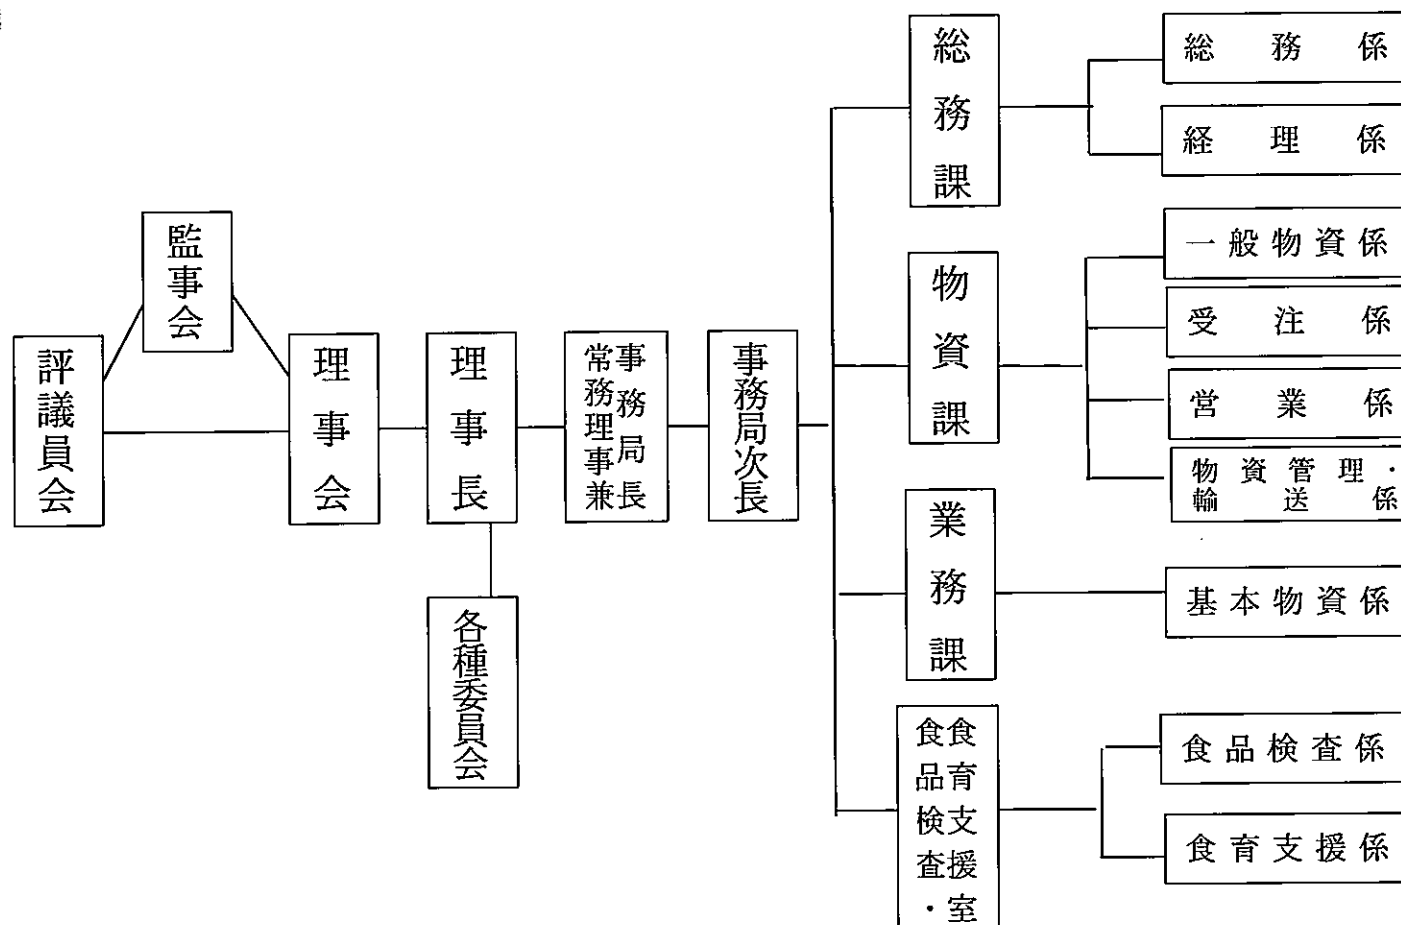 評議員会
監事会
理事会
理事長
各種委員会
常務理事兼
事務局長
事務局次長
総務課
総務係
経理係
物資課
一般物資係
受注係
営業係
物資管理・
輸送係
業務課
基本物資係
食品検査・
食育支援室
食品検査係
食育支援係